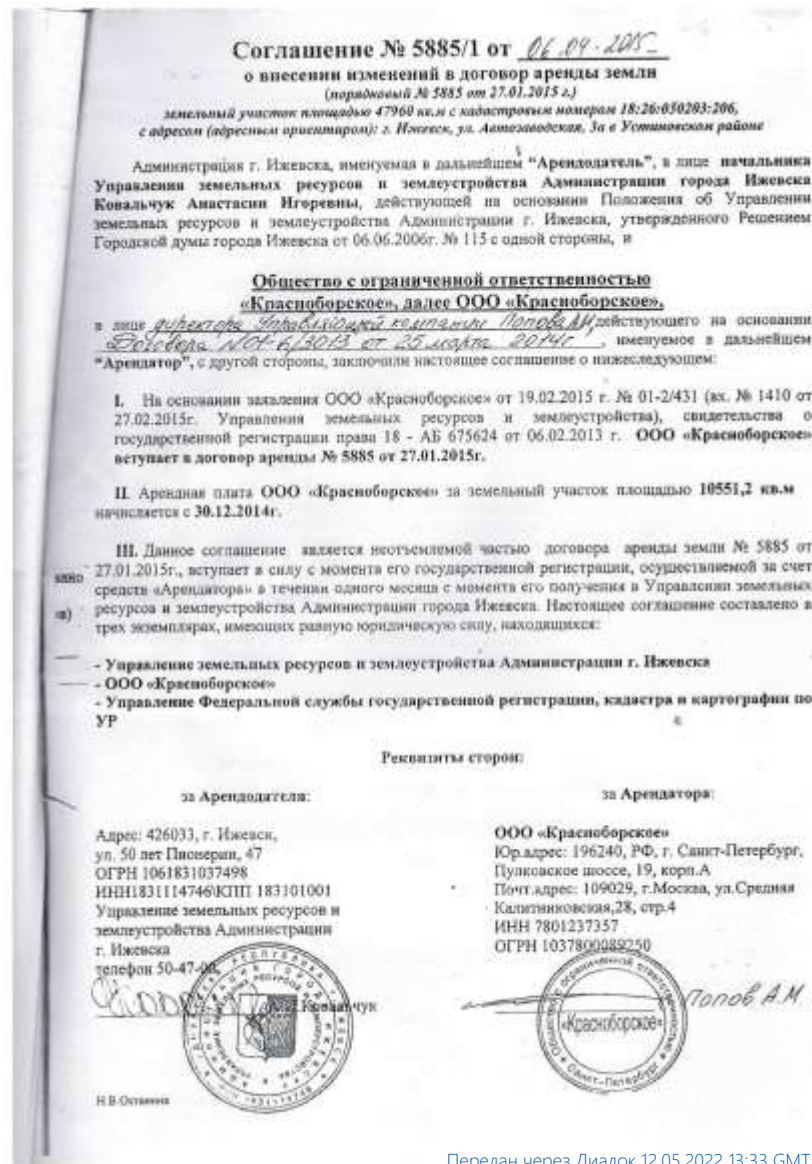 Соглашение № 5885/1 от 06.04.2015
о внесении изменений в договор аренды земли
(порядковый № 5885 от 27.01.2015 г.)
земельный участок площадью 47960 кв.м с кадастровым номером 18:26:050203:206,
с адресом (адресным ориентиром): г. Ижевск, ул. Автозаводская, 3а в Устиновском районе
Администрация г. Ижевска, именуемая в дальнейшем “Арендодатель”, в лице начальника
Управления земельных ресурсов и землеустройства Администрации города Ижевска
Ковальчук Анастасии Игоревны, действующей на основании Положения об Управлении
земельных ресурсов и землеустройства Администрации г. Ижевска, утвержденного Решением
Городской думы города Ижевска от 06.06.2006г. № 115 с одной стороны, и
Общество с ограниченной ответственностью
«Красноборское», далее ООО «Красноборское»,
в лице директора Управляющей компании Попова АМ действующего на основании
Договора №01-6/3013 от 25 марта 2014г , именуемое в дальнейшем
“Арендатор”, с другой стороны, заключили настоящее соглашение о нижеследующем:
I. На основании заявления ООО «Красноборское» от 19.02.2015 г. № 01-2/431 (вх. № 1410 от
27.02.2015г. Управления земельных ресурсов и землеустройства), свидетельства о
государственной регистрации права 18 - АБ 675624 от 06.02.2013 г. ООО «Красноборское»
вступает в договор аренды № 5885 от 27.01.2015г.
II. Арендная плата ООО «Красноборское» за земельный участок площадью 10551,2 кв.м
начисляется с 30.12.2014г.
III. Данное соглашение является неотъемлемой частью договора аренды земли № 5885 от
27.01.2015г., вступает в силу с момента его государственной регистрации, осуществляемой за счет
средств «Арендатора» в течении одного месяца с момента его получения в Управлении земельных
ресурсов и землеустройства Администрации города Ижевска. Настоящее соглашение составлено в
трех экземплярах, имеющих равную юридическую силу, находящихся:
- Управление земельных ресурсов и землеустройства Администрации г. Ижевска
- ООО «Красноборское»
- Управление Федеральной службы государственной регистрации, кадастра и картографии по
УР
Реквизиты сторон:
за Арендодателя:
Адрес: 426033, г. Ижевск,
ул. 50 лет Пионерии, 47
ОГРН 1061831037498
ИНН1831114746\КПП 183101001
Управление земельных ресурсов и
землеустройства Администрации
г. Ижевска
телефон 50-47-
Ковальчук
Н.В.Останина
за Арендатора:
ООО «Красноборское»
Юр.адрес: 196240, РФ, г. Санкт-Петербург,
Пулковское шоссе, 19, корп.А
Почт.адрес: 109029, г.Москва, ул.Средняя
Калитниковская,28, стр.4
ИНН 7801237357
ОГРН 1037800089250
Попов А.М
Общество с ограниченной ответственностью
«Красноборское»
Санкт-Петербург
Передан через Диадок 12.05.2022 13:33 GMT